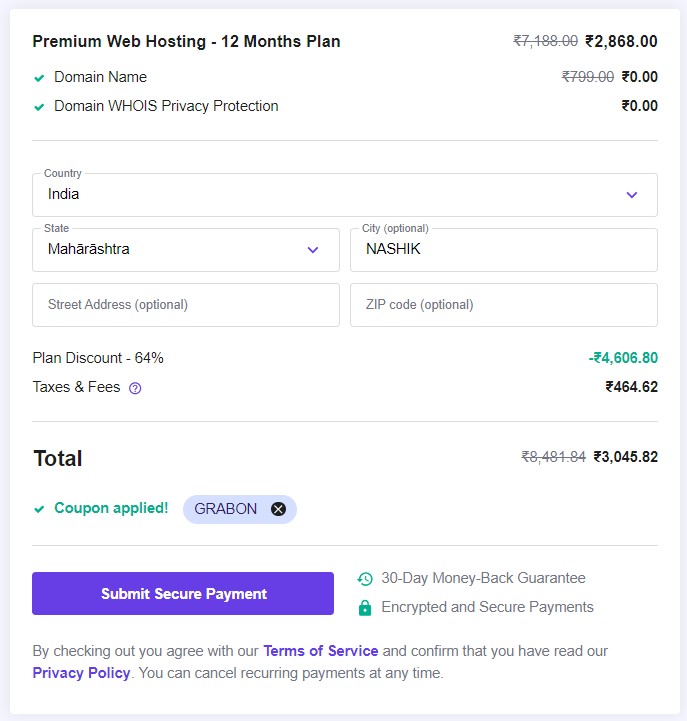 Premium Web Hosting - 12 Months Plan ₹7,188.00 ₹2,868.00
Domain Name ₹799.00 ₹0.00
Domain WHOIS Privacy Protection ₹0.00
Country
India
State City (optional)
Mahārāshtra NASHIK
Street Address (optional) ZIP code (optional)
Plan Discount - 64% -₹4,606.80
Taxes & Fees ₹464.62
Total ₹8,481.84 ₹3,045.82
Coupon applied! GRABON
Submit Secure Payment
30-Day Money-Back Guarantee
Encrypted and Secure Payments
By checking out you agree with our Terms of Service and confirm that you have read our
Privacy Policy. You can cancel recurring payments at any time.